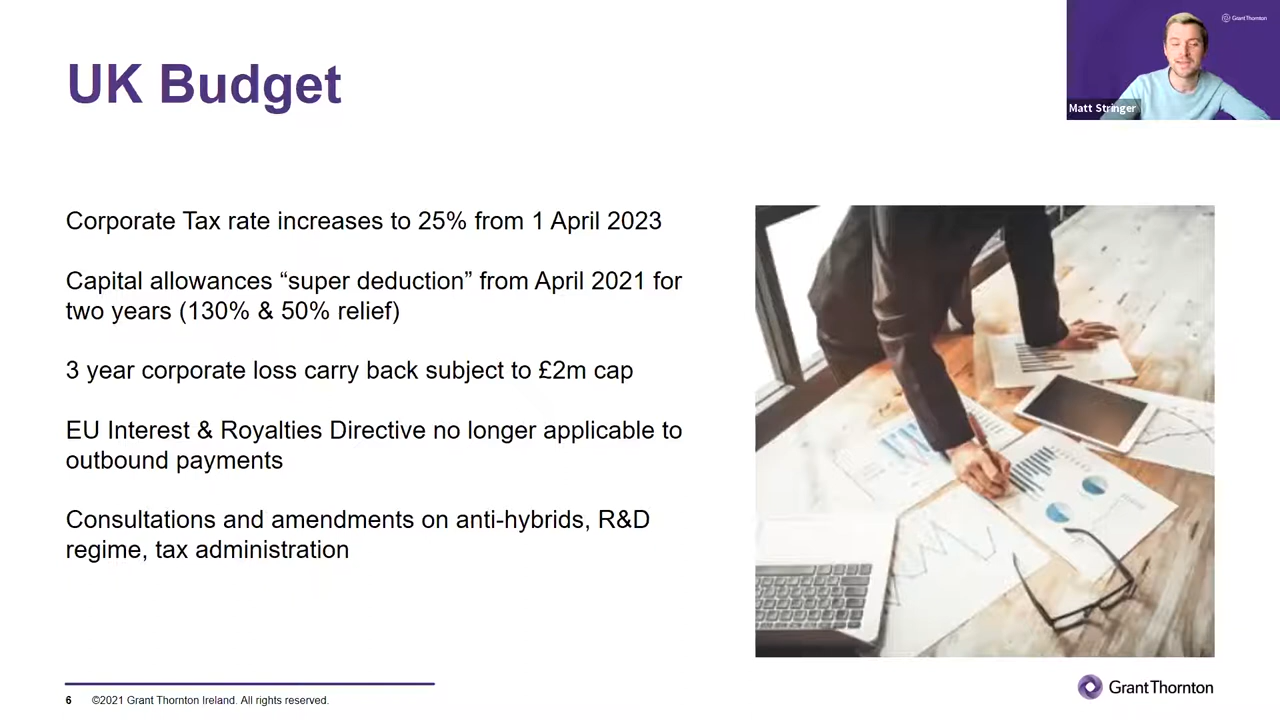 UK Budget
GrantThornton
Matt Stringer
Corporate Tax rate increases to 25% from 1 April 2023
Capital allowances “super deduction” from April 2021 for
two years (130% & 50% relief)
3 year corporate loss carry back subject to £2m cap
EU Interest & Royalties Directive no longer applicable to
outbound payments
Consultations and amendments on anti-hybrids, R&D
regime, tax administration
6 ©2021 Grant Thornton Ireland. All rights reserved.
GrantThornton